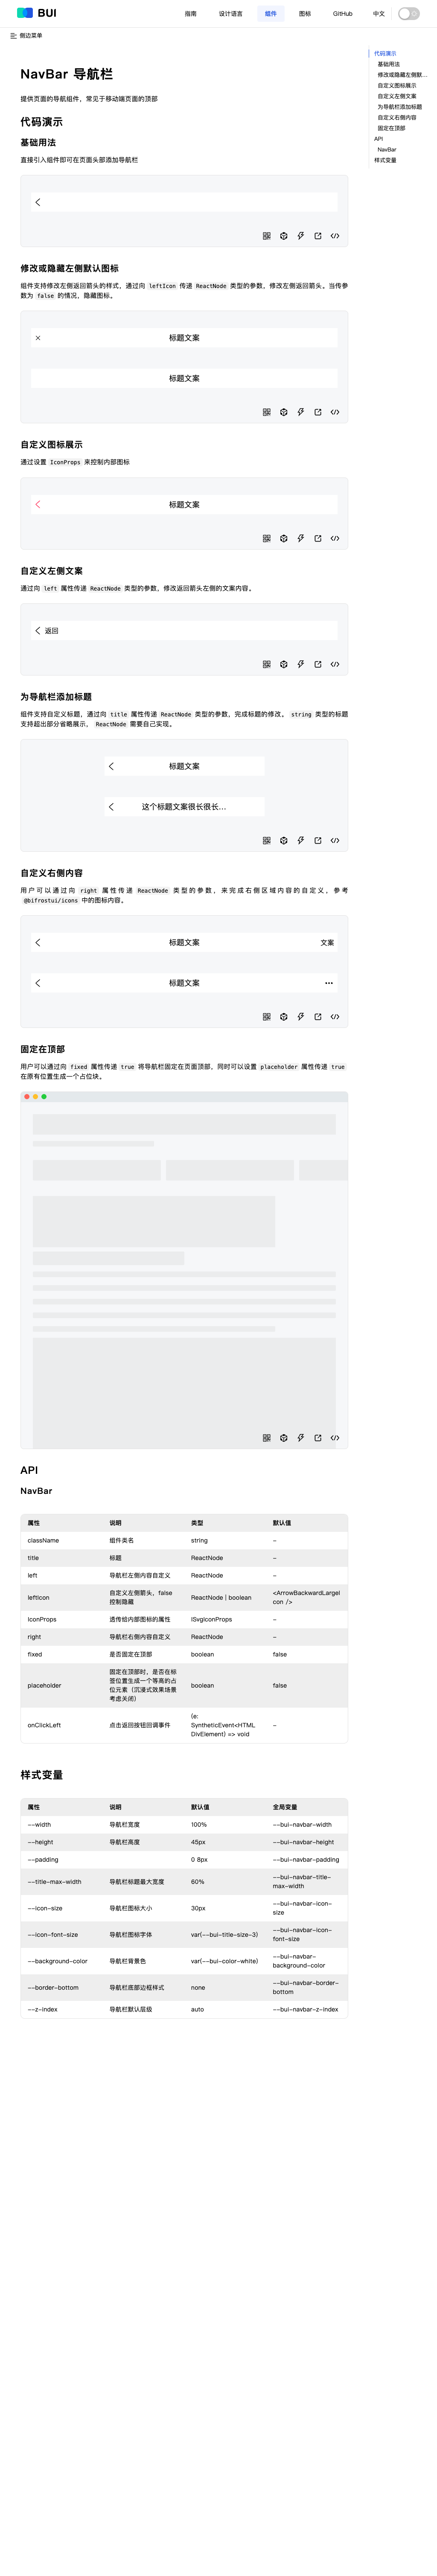 BUI
指南
设计语言
组件
图标
GitHub
中文
侧边菜单
代码演示
基础用法
修改或隐藏左侧默...
自定义图标展示
自定义左侧文案
为导航栏添加标题
自定义右侧内容
固定在顶部
API
NavBar
样式变量
NavBar 导航栏
提供页面的导航组件，常见于移动端页面的顶部
代码演示
基础用法
直接引入组件即可在页面头部添加导航栏
修改或隐藏左侧默认图标
组件支持修改左侧返回箭头的样式，通过向 leftIcon 传递 ReactNode 类型的参数，修改左侧返回箭头。当传参
数为 false 的情况，隐藏图标。
标题文案
标题文案
自定义图标展示
通过设置 IconProps 来控制内部图标
标题文案
自定义左侧文案
通过向 left 属性传递 ReactNode 类型的参数，修改返回箭头左侧的文案内容。
返回
为导航栏添加标题
组件支持自定义标题，通过向 title 属性传递 ReactNode 类型的参数，完成标题的修改。 string 类型的标题
支持超出部分省略展示， ReactNode 需要自己实现。
标题文案
这个标题文案很长很长...
自定义右侧内容
用户可以通过向 right 属性传递 ReactNode 类型的参数，来完成右侧区域内容的自定义，参考
@bifrostui/icons 中的图标内容。
标题文案
文案
标题文案
固定在顶部
用户可以通过向 fixed 属性传递 true 将导航栏固定在页面顶部，同时可以设置 placeholder 属性传递 true
在原有位置生成一个占位块。
API
NavBar
属性 说明 类型 默认值
className 组件类名 string -
title 标题 ReactNode -
left 导航栏左侧内容自定义 ReactNode -
leftIcon 自定义左侧箭头，false 控制隐藏 ReactNode | boolean <ArrowBackwardLargeIcon />
IconProps 透传给内部图标的属性 ISvgIconProps -
right 导航栏右侧内容自定义 ReactNode -
fixed 是否固定在顶部 boolean false
placeholder 固定在顶部时，是否在标签位置生成一个等高的占位元素（沉浸式效果场景考虑关闭） boolean false
onClickLeft 点击返回按钮回调事件 (e: SyntheticEvent<HTMLDivElement) => void -
样式变量
属性 说明 默认值 全局变量
--width 导航栏宽度 100% --bui-navbar-width
--height 导航栏高度 45px --bui-navbar-height
--padding 0 8px --bui-navbar-padding
--title-max-width 导航栏标题最大宽度 60% --bui-navbar-title-max-width
--icon-size 导航栏图标大小 30px --bui-navbar-icon-size
--icon-font-size 导航栏图标字体 var(--bui-title-size-3) --bui-navbar-icon-font-size
--background-color 导航栏背景色 var(--bui-color-white) --bui-navbar-background-color
--border-bottom 导航栏底部边框样式 none --bui-navbar-border-bottom
--z-index 导航栏默认层级 auto --bui-navbar-z-index